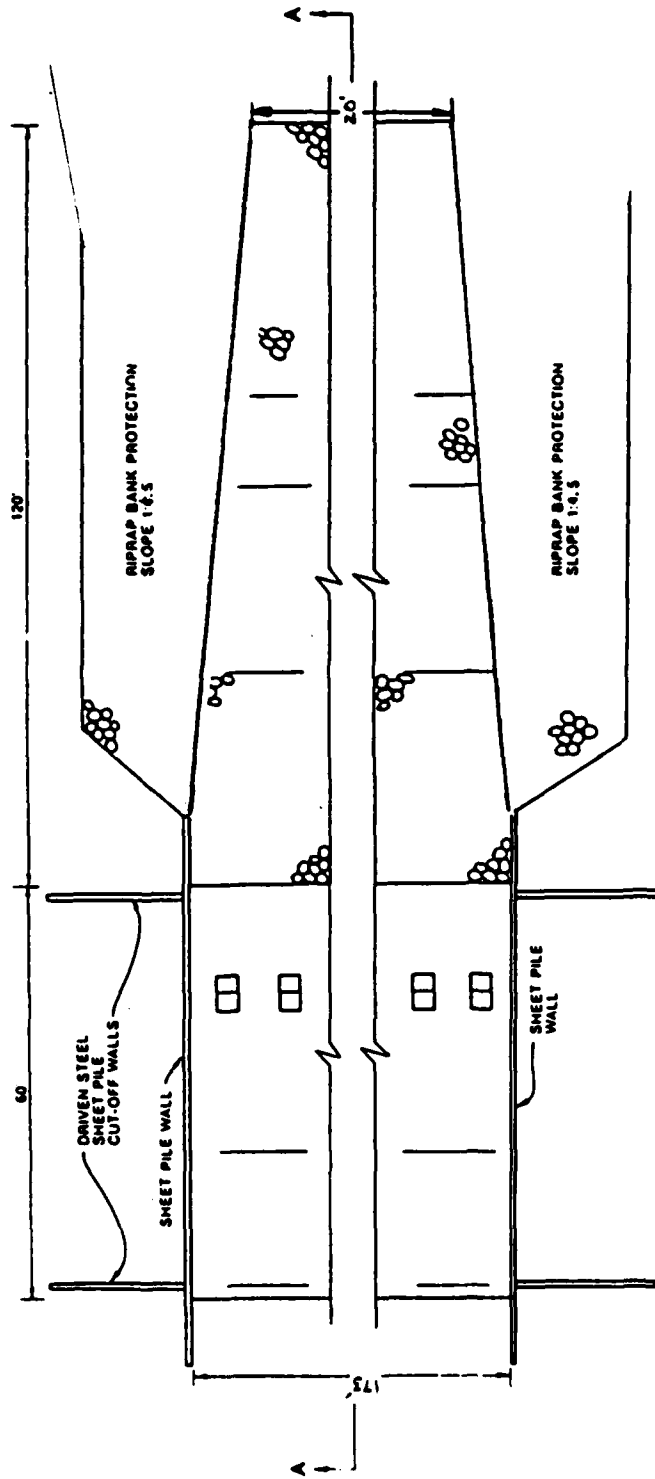 60
120'
DRIVEN STEEL
SHEET PILE
CUT-OFF WALLS
SHEET PILE WALL
RIPRAP BANK PROTECTION
SLOPE 1:4.5
A
173'
20'
A
SHEET PILE
WALL
RIPRAP BANK PROTECTION
SLOPE 1:4.5